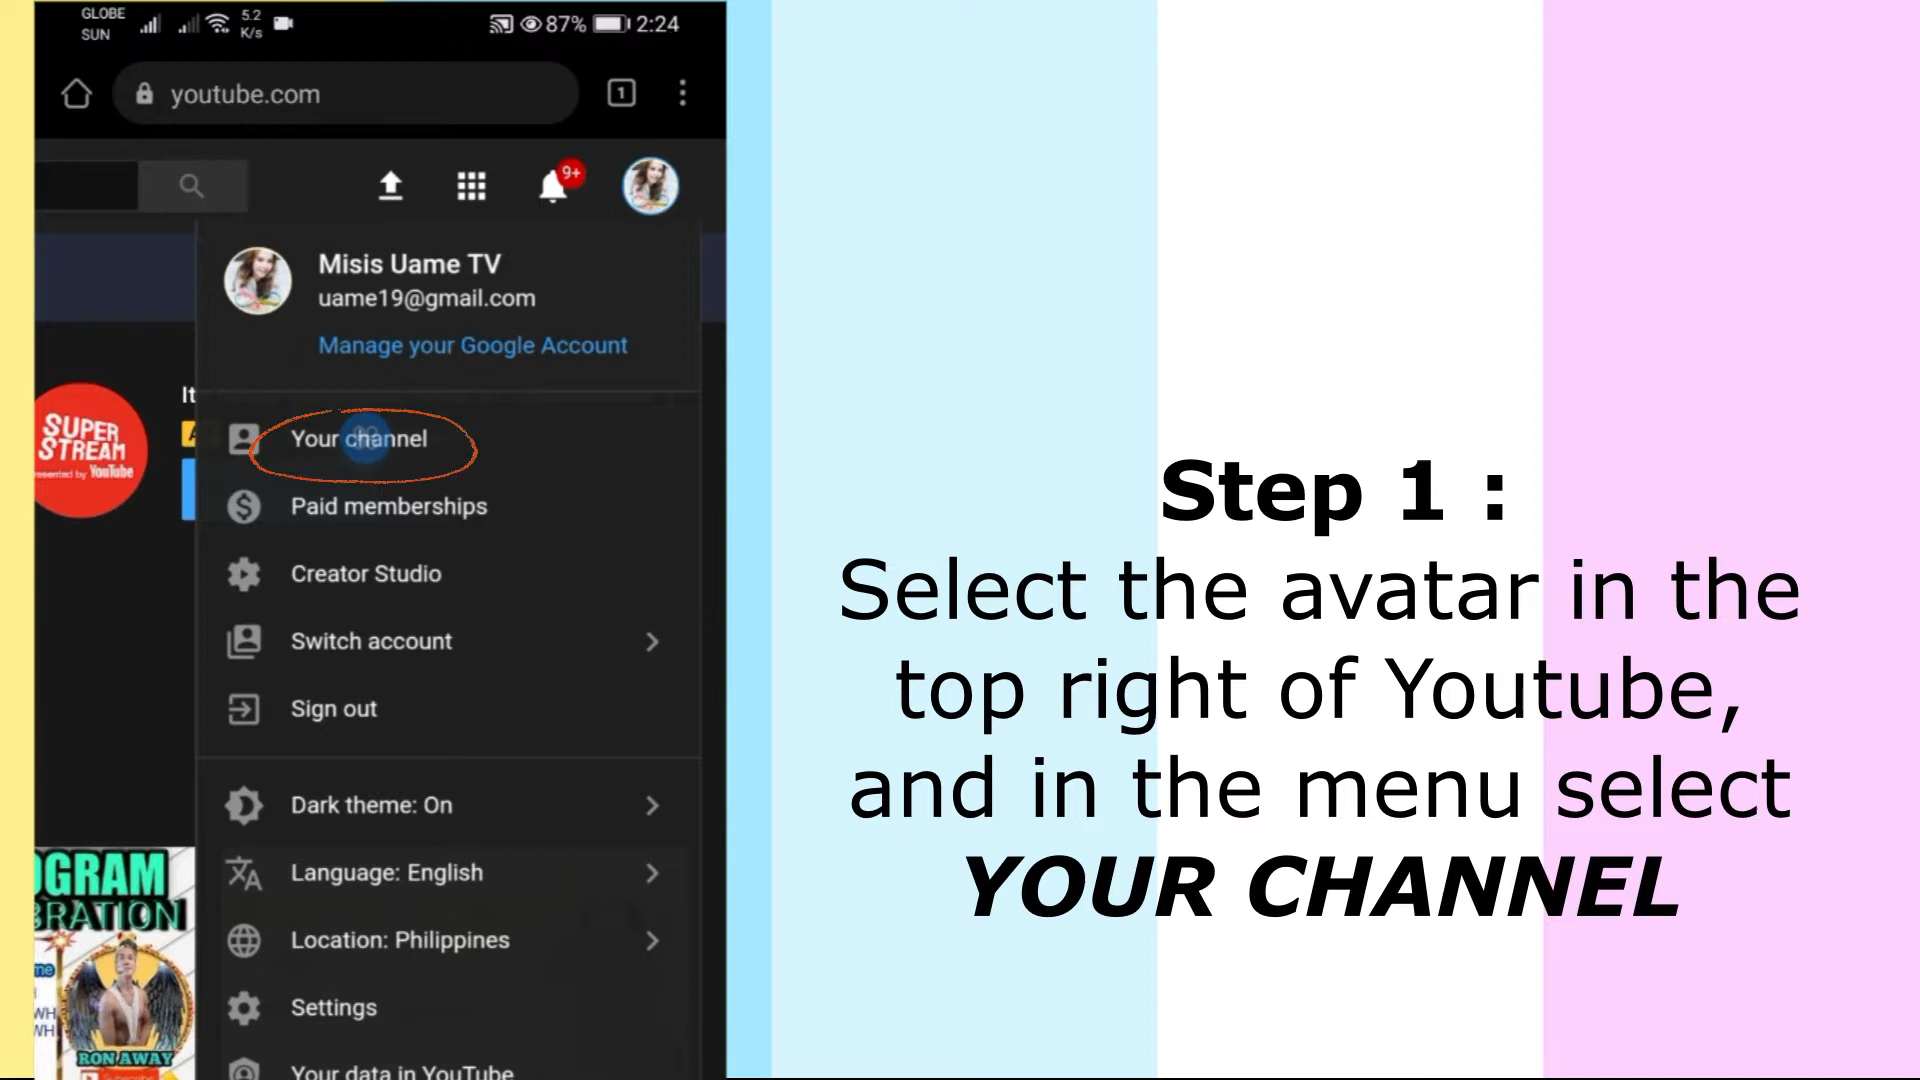 GLOBE
SUN
5.2
K/s
87%
2:24
youtube.com
1
9+
Misis Uame TV
uame19@gmail.com
Manage your Google Account
It
SUPER
STREAM
YouTube
Your channel
Paid memberships
Creator Studio
Switch account
Sign out
Dark theme: On
Language: English
Location: Philippines
Settings
Your data in YouTube
RON AWAY
Step 1 :
Select the avatar in the
top right of Youtube,
and in the menu select
YOUR CHANNEL